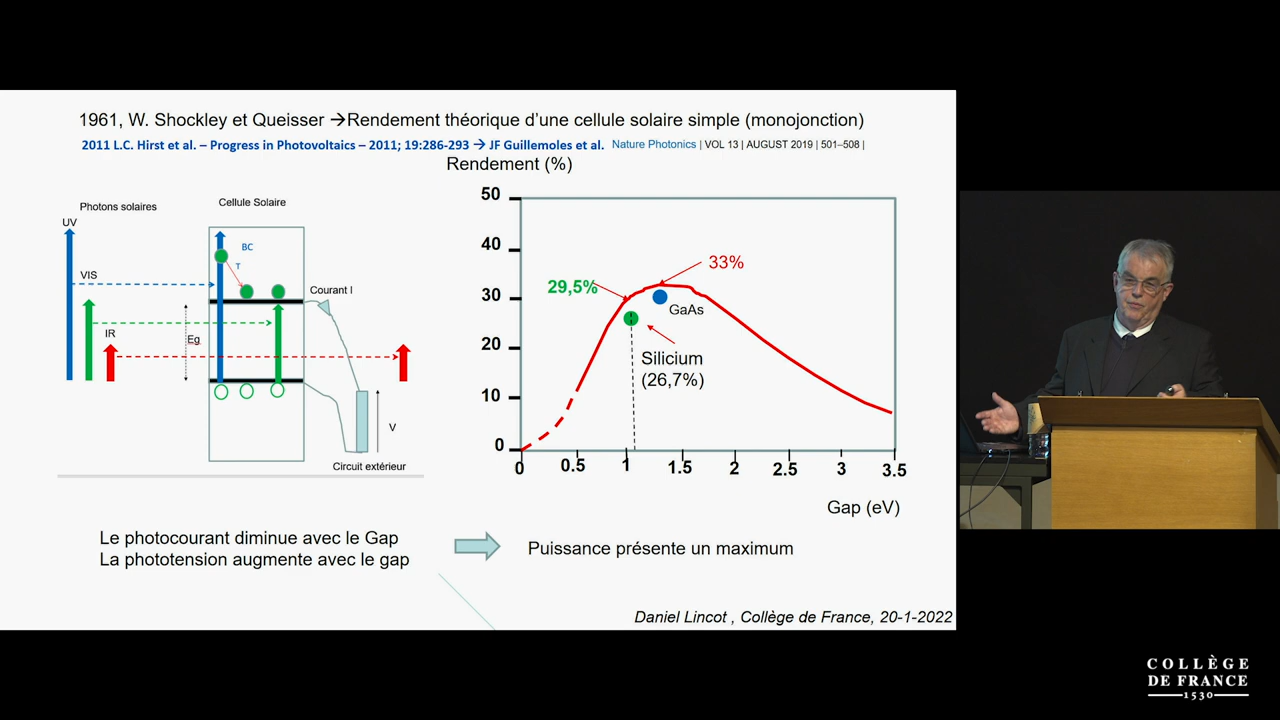 1961, W. Shockley et Queisser →Rendement théorique d'une cellule solaire simple (monojonction)
2011 L.C. Hirst et al. – Progress in Photovoltaics – 2011; 19:286-293 → JF Guillemoles et al. Nature Photonics | VOL 13 | AUGUST 2019 | 501–508 |
Photons solaires
Cellule Solaire
UV
VIS
IR
BC
T
Eg
Courant I
V
Circuit extérieur
Rendement (%)
50
40
30
20
10
0
0 0.5 1 1.5 2 2.5 3 3.5
Gap (eV)
29,5%
33%
GaAs
Silicium
(26,7%)
Le photocourant diminue avec le Gap
La phototension augmente avec le gap
Puissance présente un maximum
Daniel Lincot , Collège de France, 20-1-2022
COLLÈGE
DE FRANCE
1530